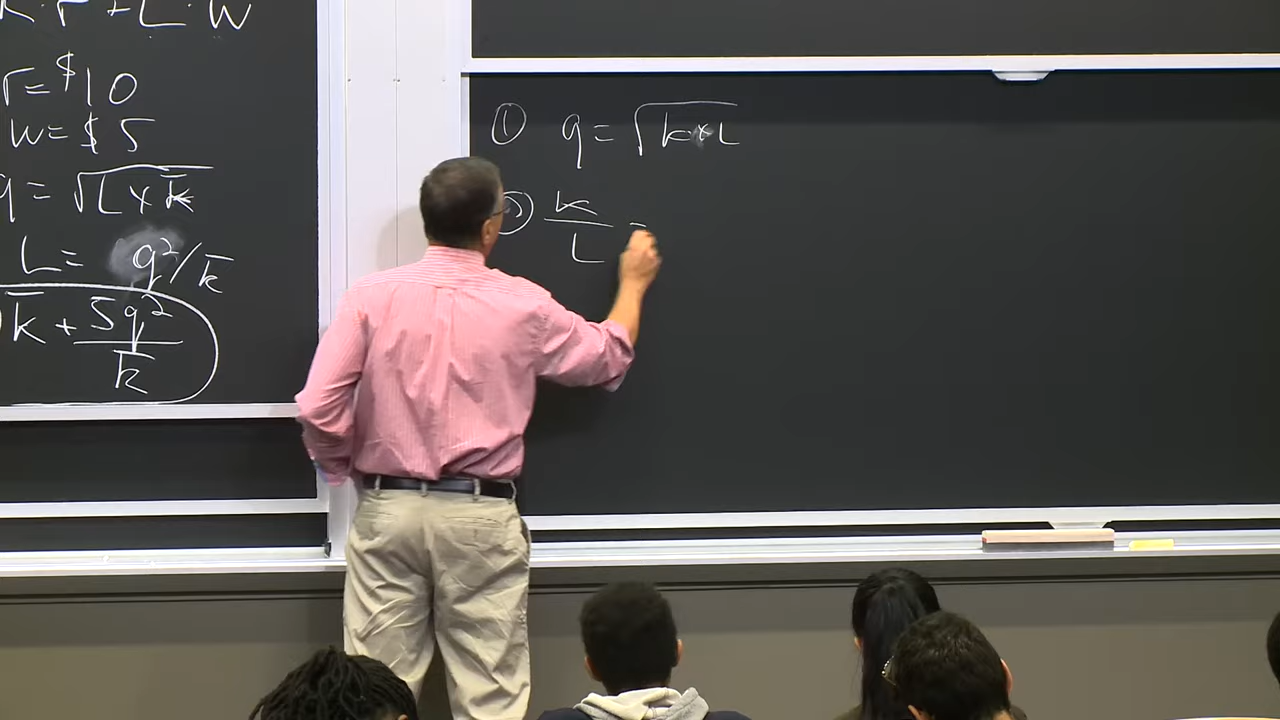 K·r+L·W
r=$10
W=$5
q=√L×k̅
L=q²/k̅
k̅+5q²/k̅
① q=√k×L
② k/L =